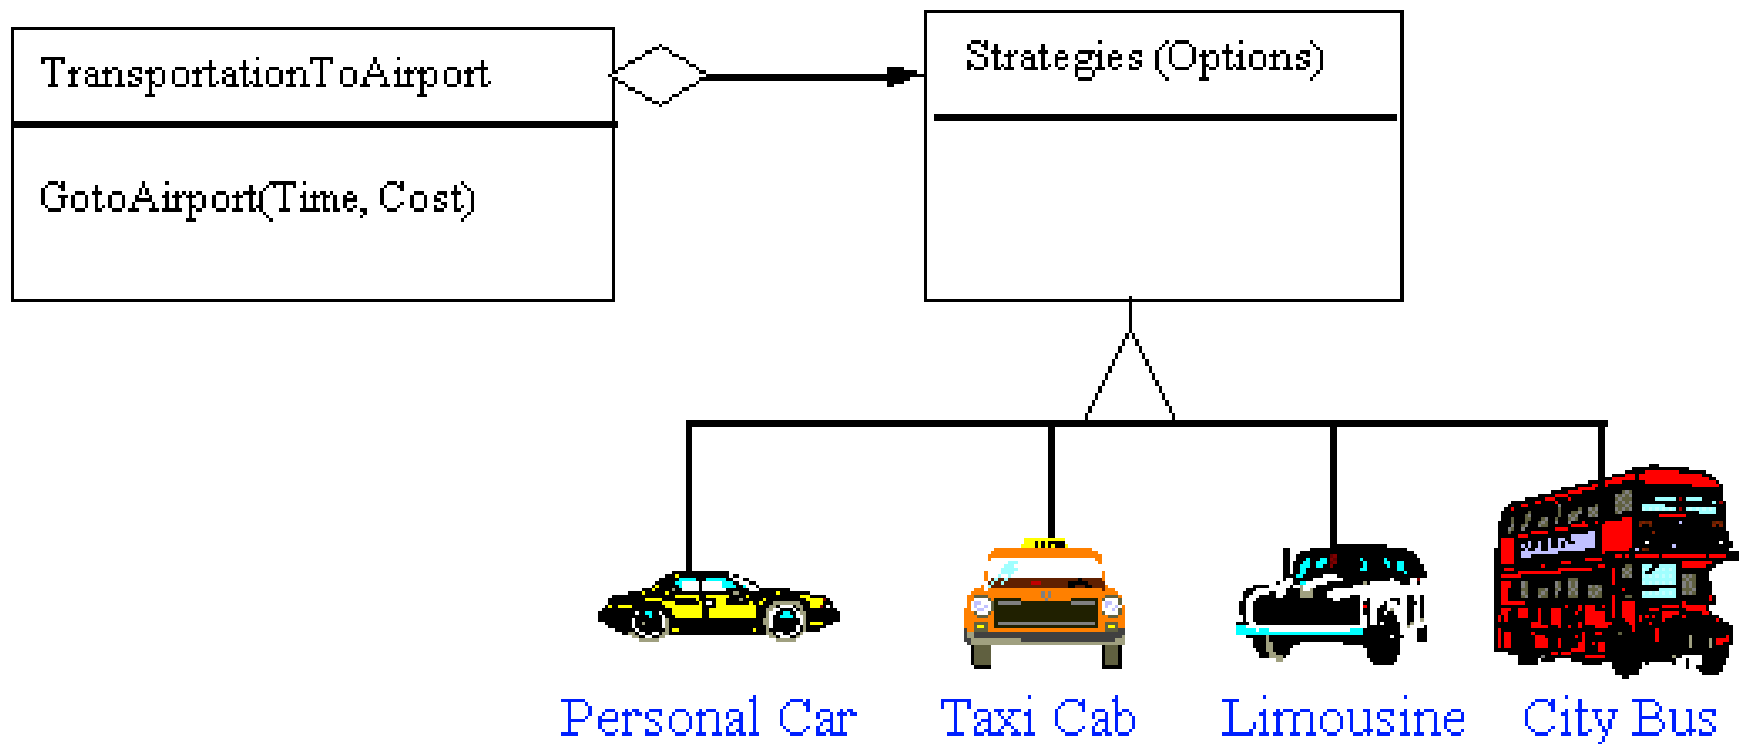 TransportationToAirport
GotoAirport(Time, Cost)
Strategies (Options)
Personal Car
Taxi Cab
Limousine
City Bus